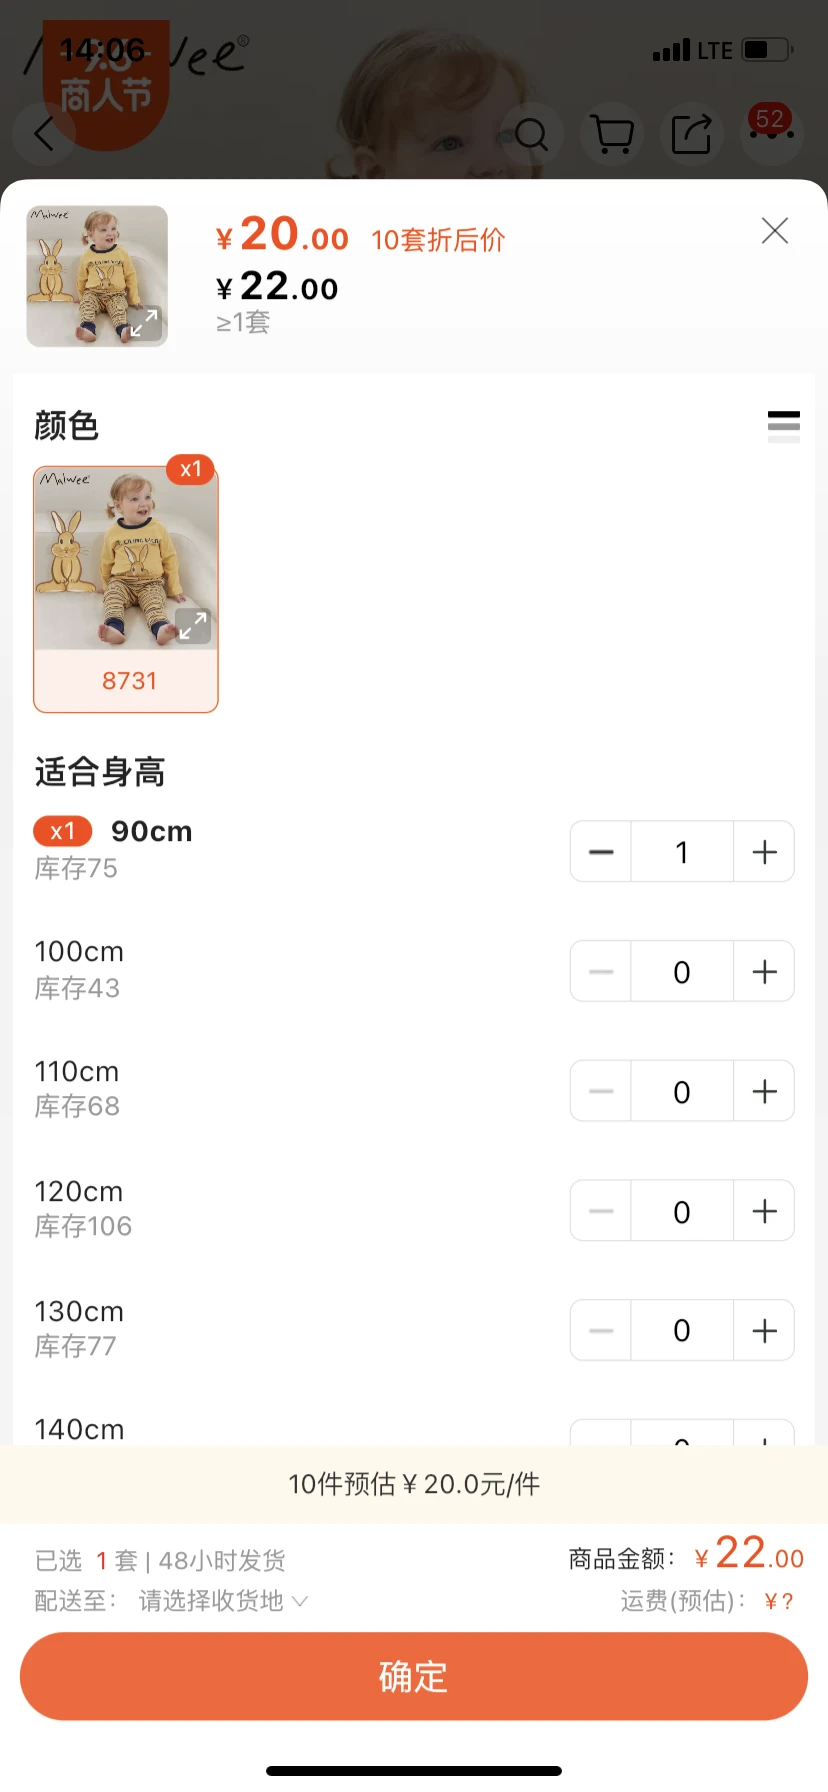 14:06
LTE
商人节
52
Malwee
¥20.00 10套折后价
¥22.00
≥1套
颜色
x1
Malwee
8731
适合身高
x1 90cm
1
库存75
100cm
0
库存43
110cm
0
库存68
120cm
0
库存106
130cm
0
库存77
140cm
10件预估¥20.0元/件
已选 1 套 | 48小时发货
商品金额: ¥22.00
配送至: 请选择收货地
运费(预估): ¥?
确定